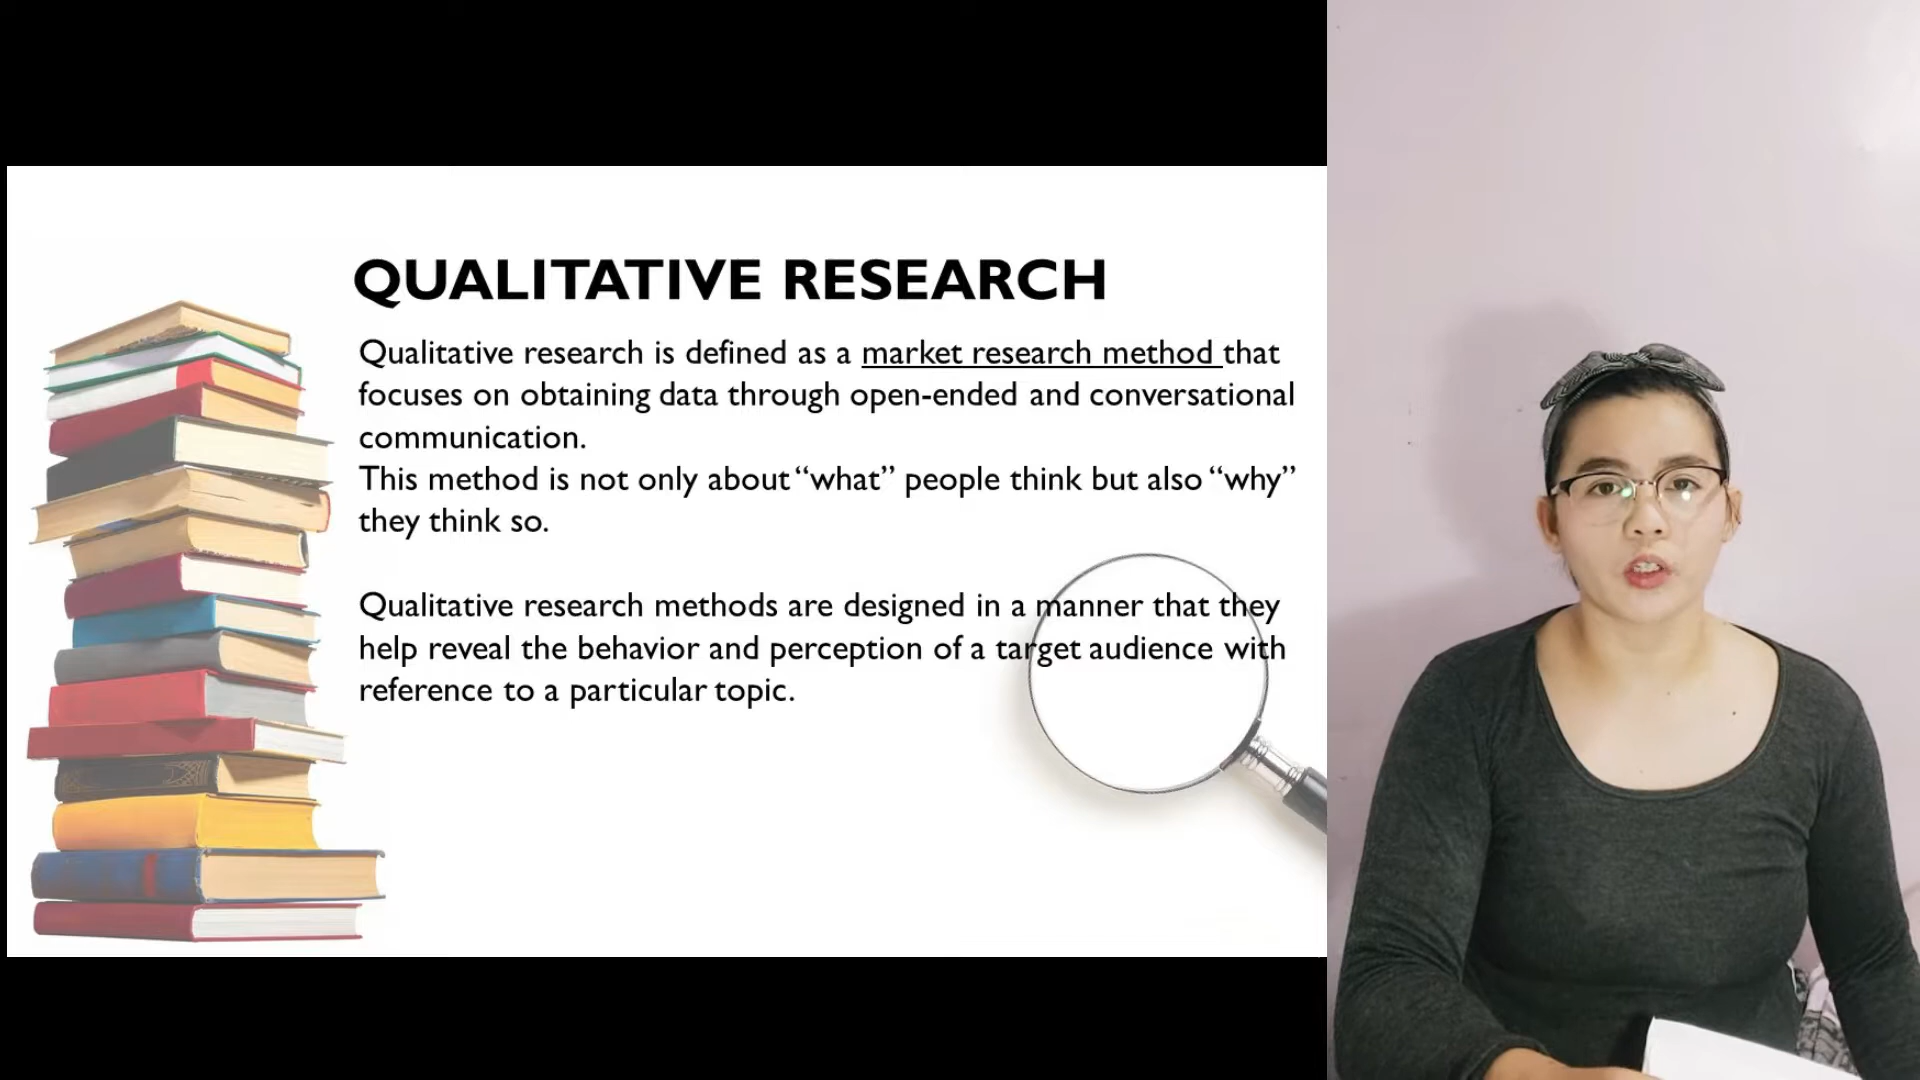 QUALITATIVE RESEARCH
Qualitative research is defined as a market research method that
focuses on obtaining data through open-ended and conversational
communication.
This method is not only about “what” people think but also “why”
they think so.
Qualitative research methods are designed in a manner that they
help reveal the behavior and perception of a target audience with
reference to a particular topic.